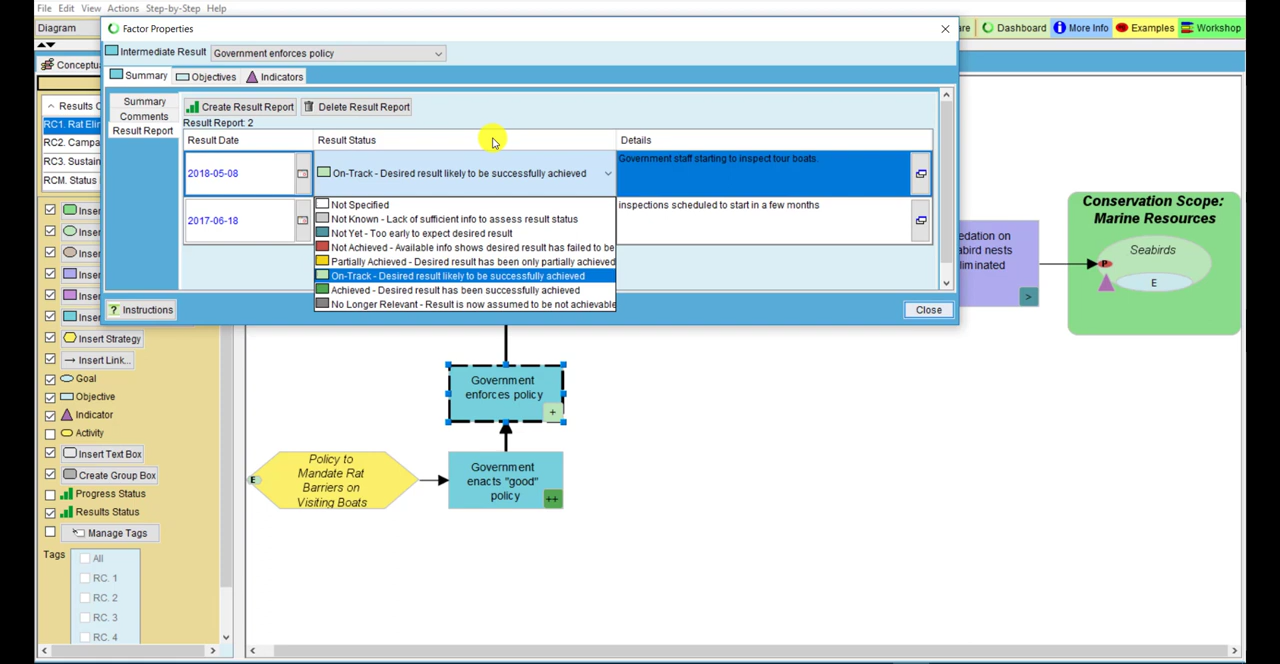 File Edit View Actions Step-by-Step Help
Diagram
Dashboard More Info Examples Workshop
Factor Properties
Intermediate Result Government enforces policy
Summary Objectives Indicators
Summary
Comments
Result Report
Create Result Report Delete Result Report
Result Report: 2
Result Date Result Status Details
2018-05-08 On-Track - Desired result likely to be successfully achieved Government staff starting to inspect tour boats.
2017-06-18 inspections scheduled to start in a few months
Not Specified
Not Known - Lack of sufficient info to assess result status
Not Yet - Too early to expect desired result
Not Achieved - Available info shows desired result has failed to be
Partially Achieved - Desired result has been only partially achieved
On-Track - Desired result likely to be successfully achieved
Achieved - Desired result has been successfully achieved
No Longer Relevant - Result is now assumed to be not achievable
? Instructions
Close
Results
RC1. Rat
RC2. Campa
RC3. Sustain
RCM. Status
Inser
Inser
Inser
Inser
Inser
Inser
Insert Strategy
Insert Link...
Goal
Objective
Indicator
Activity
Insert Text Box
Create Group Box
Progress Status
Results Status
Manage Tags
Tags
All
RC. 1
RC. 2
RC. 3
RC. 4
Government
enforces policy
+
Government
enacts "good"
policy
++
E
Policy to
Mandate Rat
Barriers on
Visiting Boats
edation on
abird nests
liminated
>
Conservation Scope:
Marine Resources
Seabirds
P
E